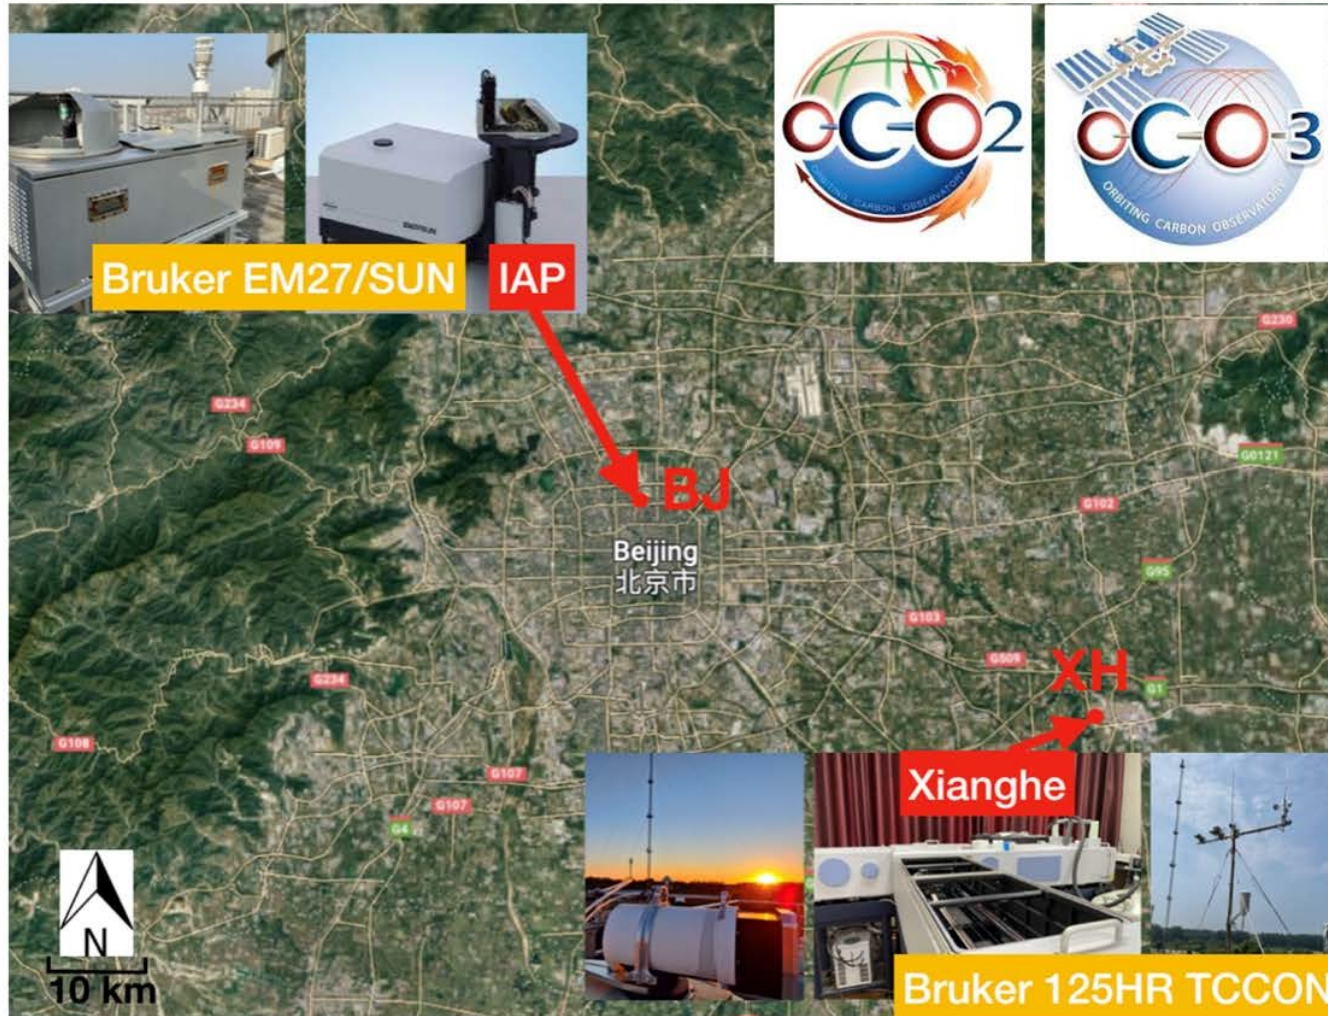 OCO2
ORBITING CARBON OBSERVATORY
OCO-3
ORBITING CARBON OBSERVATORY
EM27/SUN
Bruker EM27/SUN
IAP
G230
G234
G109
G0121
BJ
G102
Beijing
北京市
G95
G103
G509
XH
G234
G1
G108
G107
Xianghe
G107
G4
N
10 km
Bruker 125HR TCCON